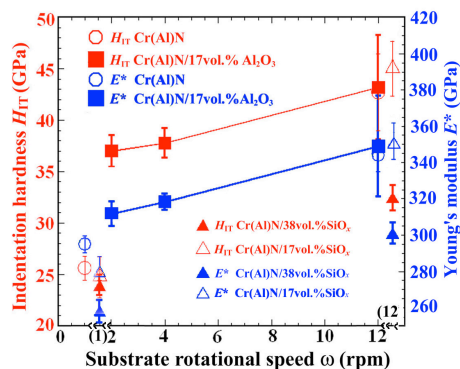 Indentation hardness H_IT (GPa)
50
45
40
35
30
25
20
H_IT Cr(Al)N
H_IT Cr(Al)N/17vol.% Al₂O₃
E* Cr(Al)N
E* Cr(Al)N/17vol.%Al₂O₃
H_IT Cr(Al)N/38vol.%SiOₓ
H_IT Cr(Al)N/17vol.%SiOₓ
E* Cr(Al)N/38vol.%SiOₓ
E* Cr(Al)N/17vol.%SiOₓ
420
400
380
360
340
320
300
280
260
Young's modulus E* (GPa)
(1)
(12
0 2 4 6 8 10 12
Substrate rotational speed ω (rpm)